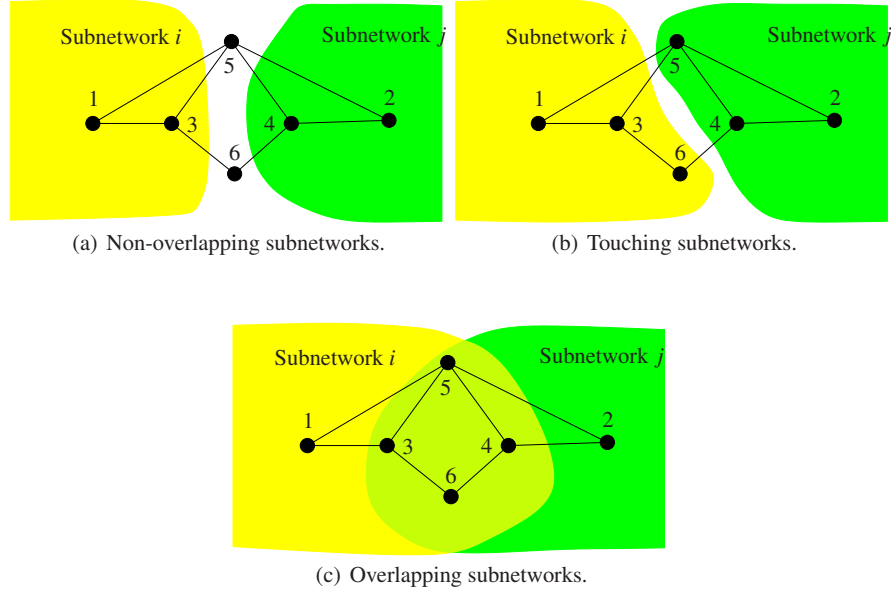 Subnetwork i
Subnetwork j
5
1
2
3
4
6
(a) Non-overlapping subnetworks.
Subnetwork i
Subnetwork j
5
1
2
3
4
6
(b) Touching subnetworks.
Subnetwork i
Subnetwork j
5
1
2
3
4
6
(c) Overlapping subnetworks.